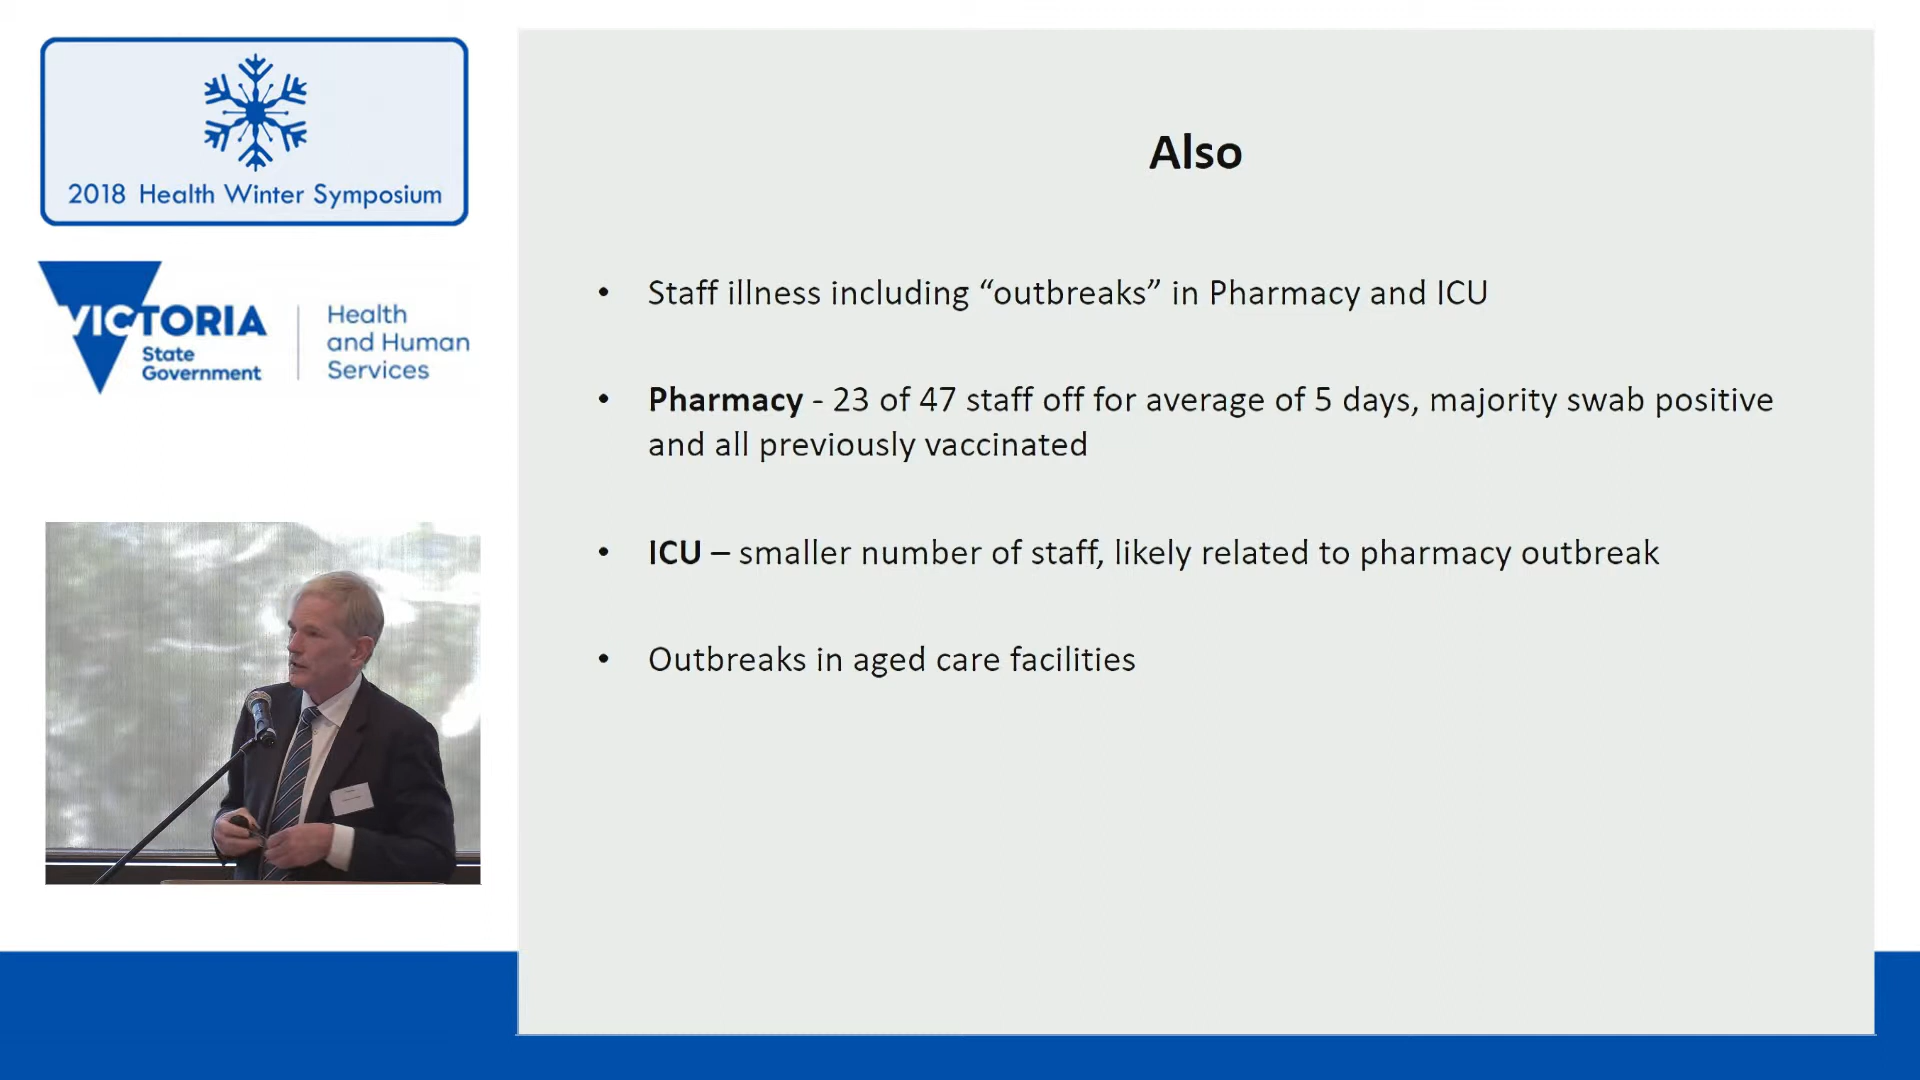 2018 Health Winter Symposium
VICTORIA
State
Government
Health
and Human
Services
Also
• Staff illness including “outbreaks” in Pharmacy and ICU
• Pharmacy - 23 of 47 staff off for average of 5 days, majority swab positive
and all previously vaccinated
• ICU – smaller number of staff, likely related to pharmacy outbreak
• Outbreaks in aged care facilities